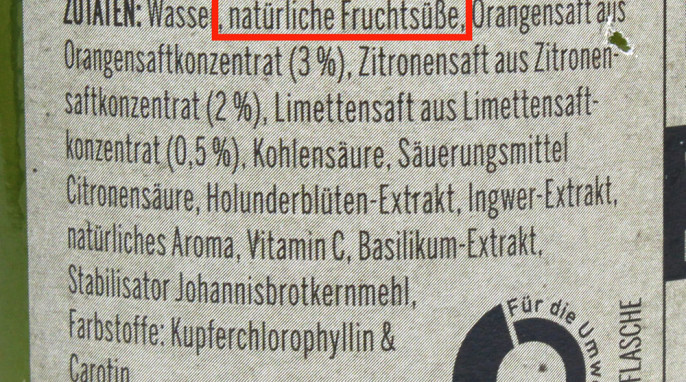 ZUTATEN: Wasser, natürliche Fruchtsüße, Orangensaft aus
Orangensaftkonzentrat (3 %), Zitronensaft aus Zitronen-
saftkonzentrat (2 %), Limettensaft aus Limettensaft-
konzentrat (0,5 %), Kohlensäure, Säuerungsmittel
Citronensäure, Holunderblüten-Extrakt, Ingwer-Extrakt,
natürliches Aroma, Vitamin C, Basilikum-Extrakt,
Stabilisator Johannisbrotkernmehl,
Farbstoffe: Kupferchlorophyllin &
Carotin
Für die Umw
FLASCHE